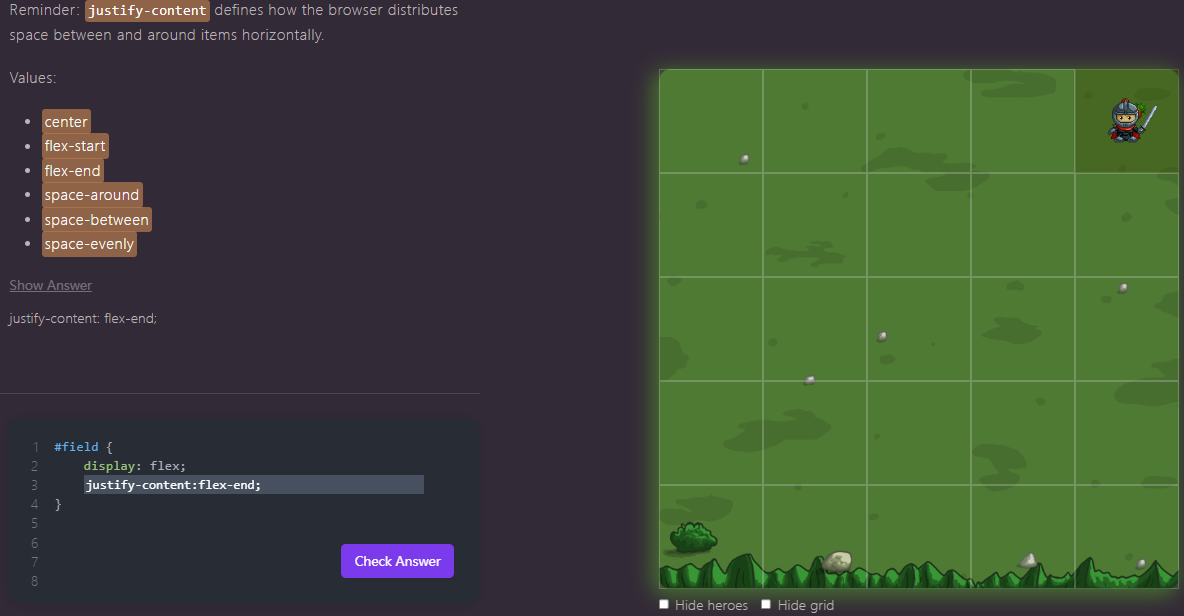 Reminder: justify-content defines how the browser distributes
space between and around items horizontally.
Values:
center
flex-start
flex-end
space-around
space-between
space-evenly
Show Answer
justify-content: flex-end;
1 #field {
2 display: flex;
3 justify-content:flex-end;
4 }
5
6
7
8
Check Answer
Hide heroes Hide grid